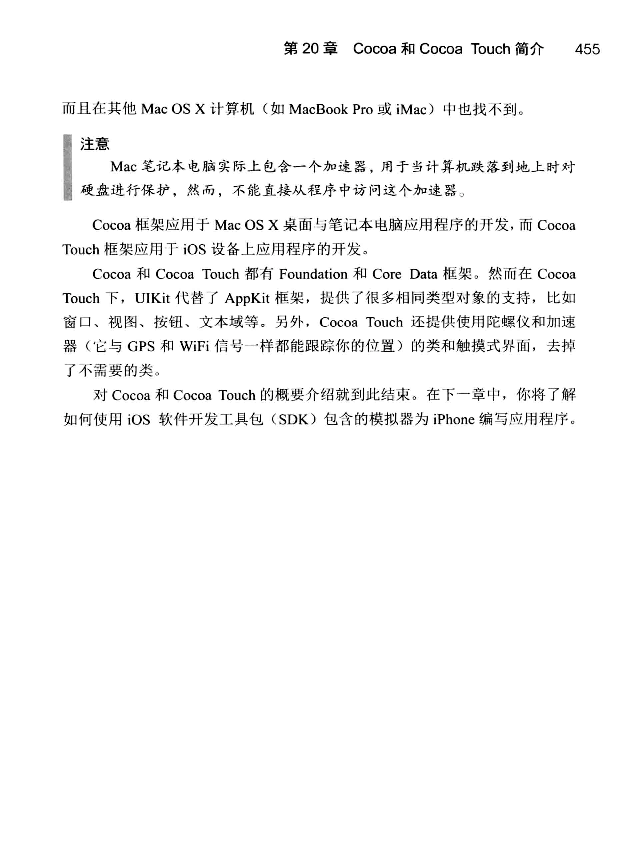 第 20 章 Cocoa 和 Cocoa Touch 简介 455
而且在其他 Mac OS X 计算机（如 MacBook Pro 或 iMac）中也找不到。
注意
Mac 笔记本电脑实际上包含一个加速器，用于当计算机跌落到地上时对
硬盘进行保护，然而，不能直接从程序中访问这个加速器。
Cocoa 框架应用于 Mac OS X 桌面与笔记本电脑应用程序的开发，而 Cocoa
Touch 框架应用于 iOS 设备上应用程序的开发。
Cocoa 和 Cocoa Touch 都有 Foundation 和 Core Data 框架。然而在 Cocoa
Touch 下，UIKit 代替了 AppKit 框架，提供了很多相同类型对象的支持，比如
窗口、视图、按钮、文本域等。另外，Cocoa Touch 还提供使用陀螺仪和加速
器（它与 GPS 和 WiFi 信号一样都能跟踪你的位置）的类和触摸式界面，去掉
了不需要的类。
对 Cocoa 和 Cocoa Touch 的概要介绍就到此结束。在下一章中，你将了解
如何使用 iOS 软件开发工具包（SDK）包含的模拟器为 iPhone 编写应用程序。